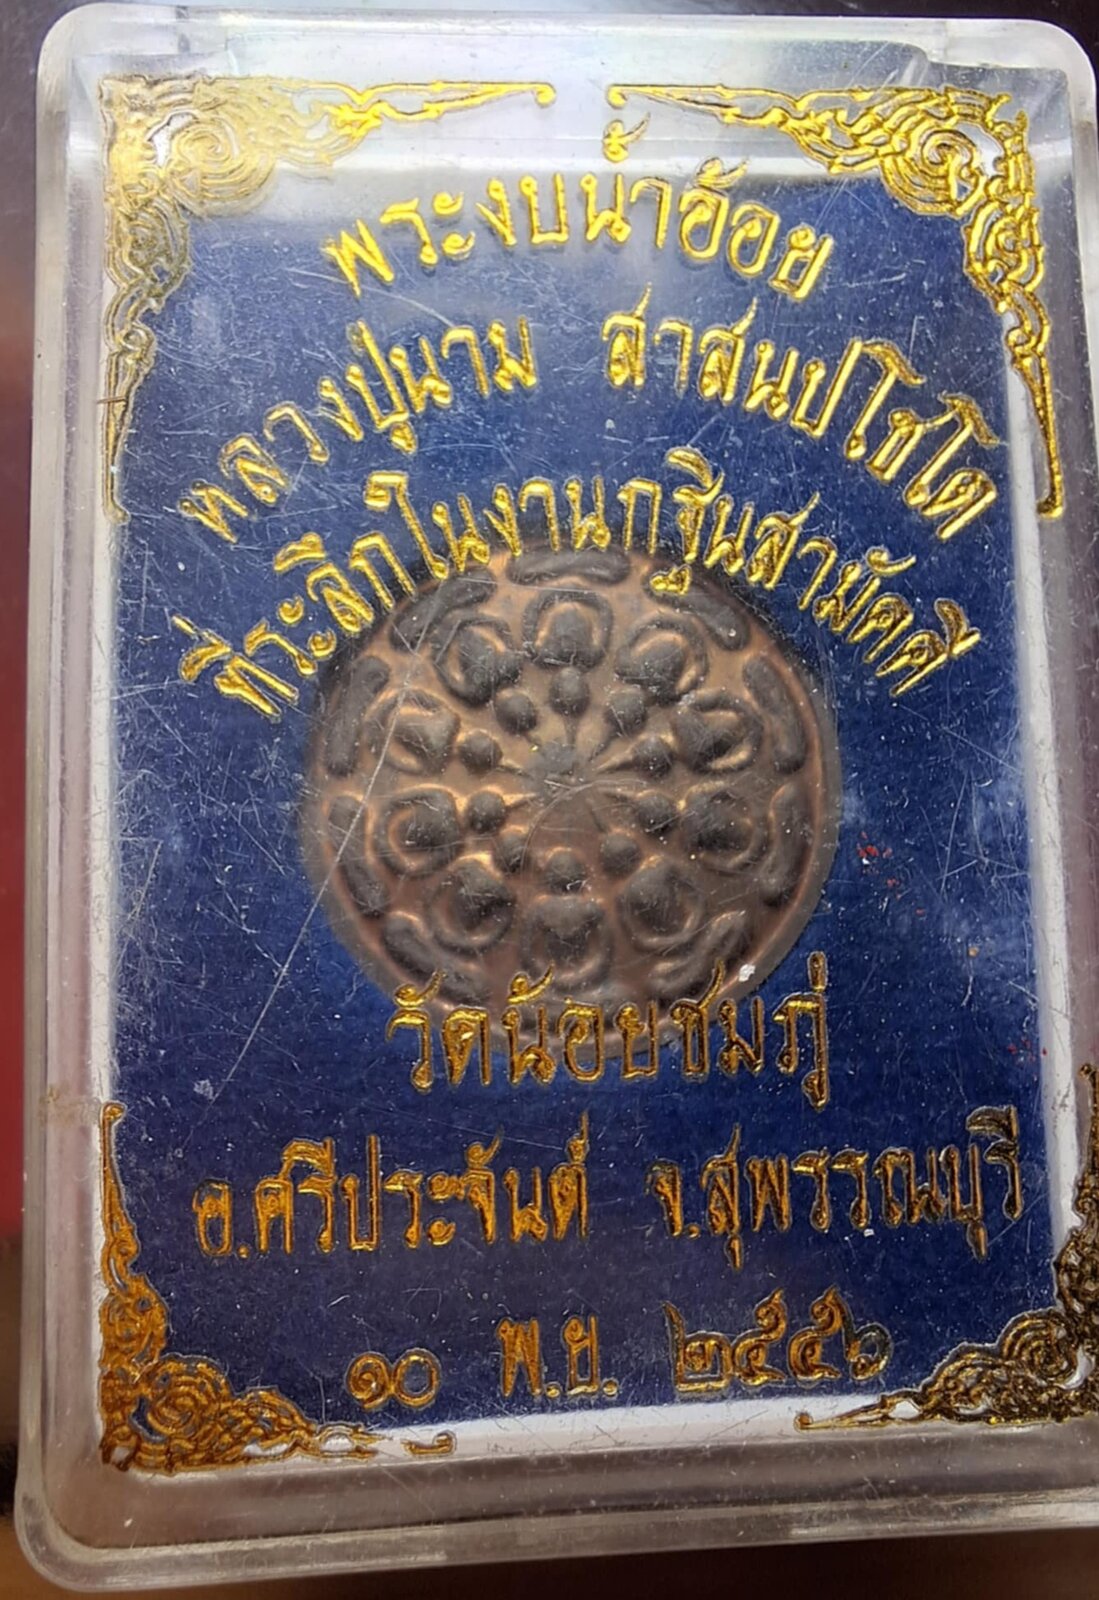 พระงบน้ำอ้อย
หลวงปู่นาม สาสนปโชโต
ที่ระลึกในงานกฐินสามัคคี
วัดน้อยชมภู่
อ.ศรีประจันต์ จ.สุพรรณบุรี
๑๐ พ.ย. ๒๕๕๖